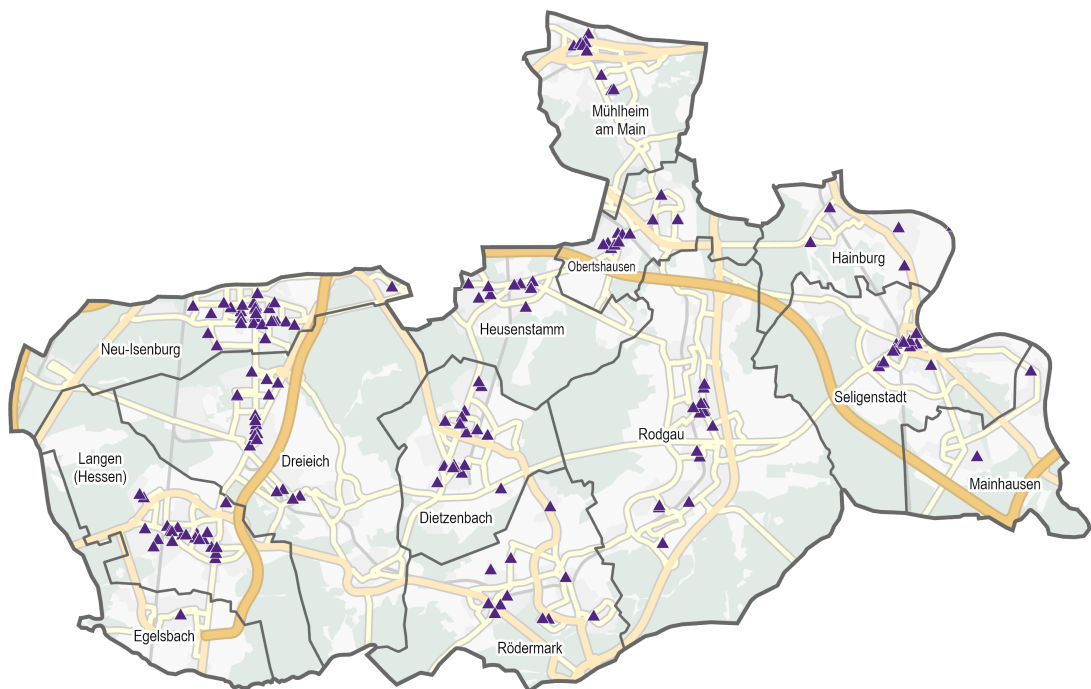 Mühlheim
am Main
Hainburg
Obertshausen
Heusenstamm
Neu-Isenburg
Seligenstadt
Rodgau
Dreieich
Langen
(Hessen)
Mainhausen
Dietzenbach
Egelsbach
Rödermark